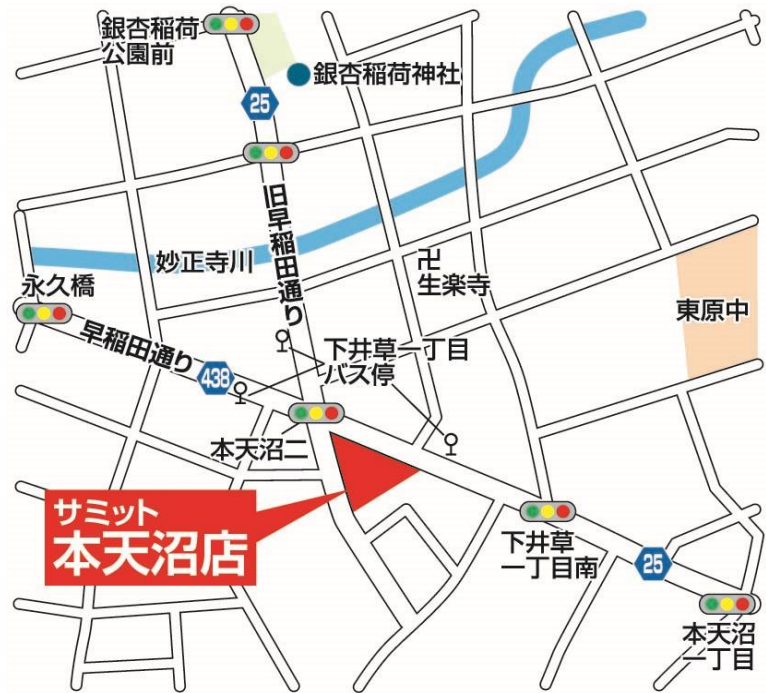 銀杏稲荷
公園前
銀杏稲荷神社
25
旧早稲田通り
妙正寺川
卍
生楽寺
永久橋
東原中
早稲田通り
下井草一丁目
バス停
438
本天沼二
サミット
本天沼店
下井草
一丁目南
25
本天沼
一丁目